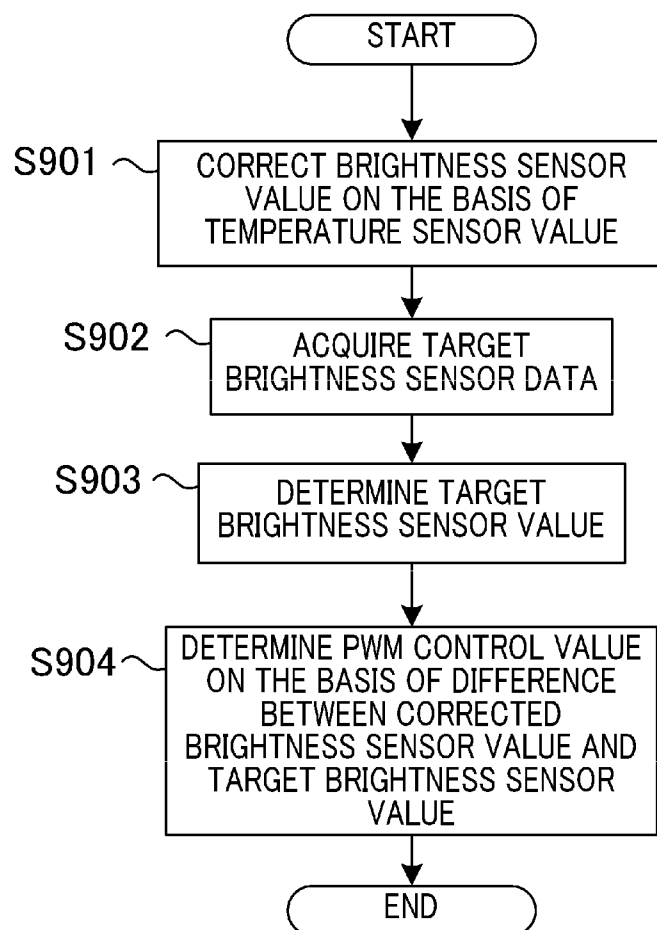 START
S901
CORRECT BRIGHTNESS SENSOR
VALUE ON THE BASIS OF
TEMPERATURE SENSOR VALUE
S902
ACQUIRE TARGET
BRIGHTNESS SENSOR DATA
S903
DETERMINE TARGET
BRIGHTNESS SENSOR VALUE
S904
DETERMINE PWM CONTROL VALUE
ON THE BASIS OF DIFFERENCE
BETWEEN CORRECTED
BRIGHTNESS SENSOR VALUE AND
TARGET BRIGHTNESS SENSOR
VALUE
END